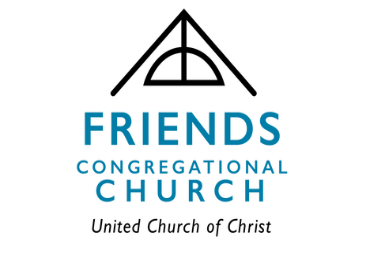 FRIENDS
CONGREGATIONAL
CHURCH
United Church of Christ